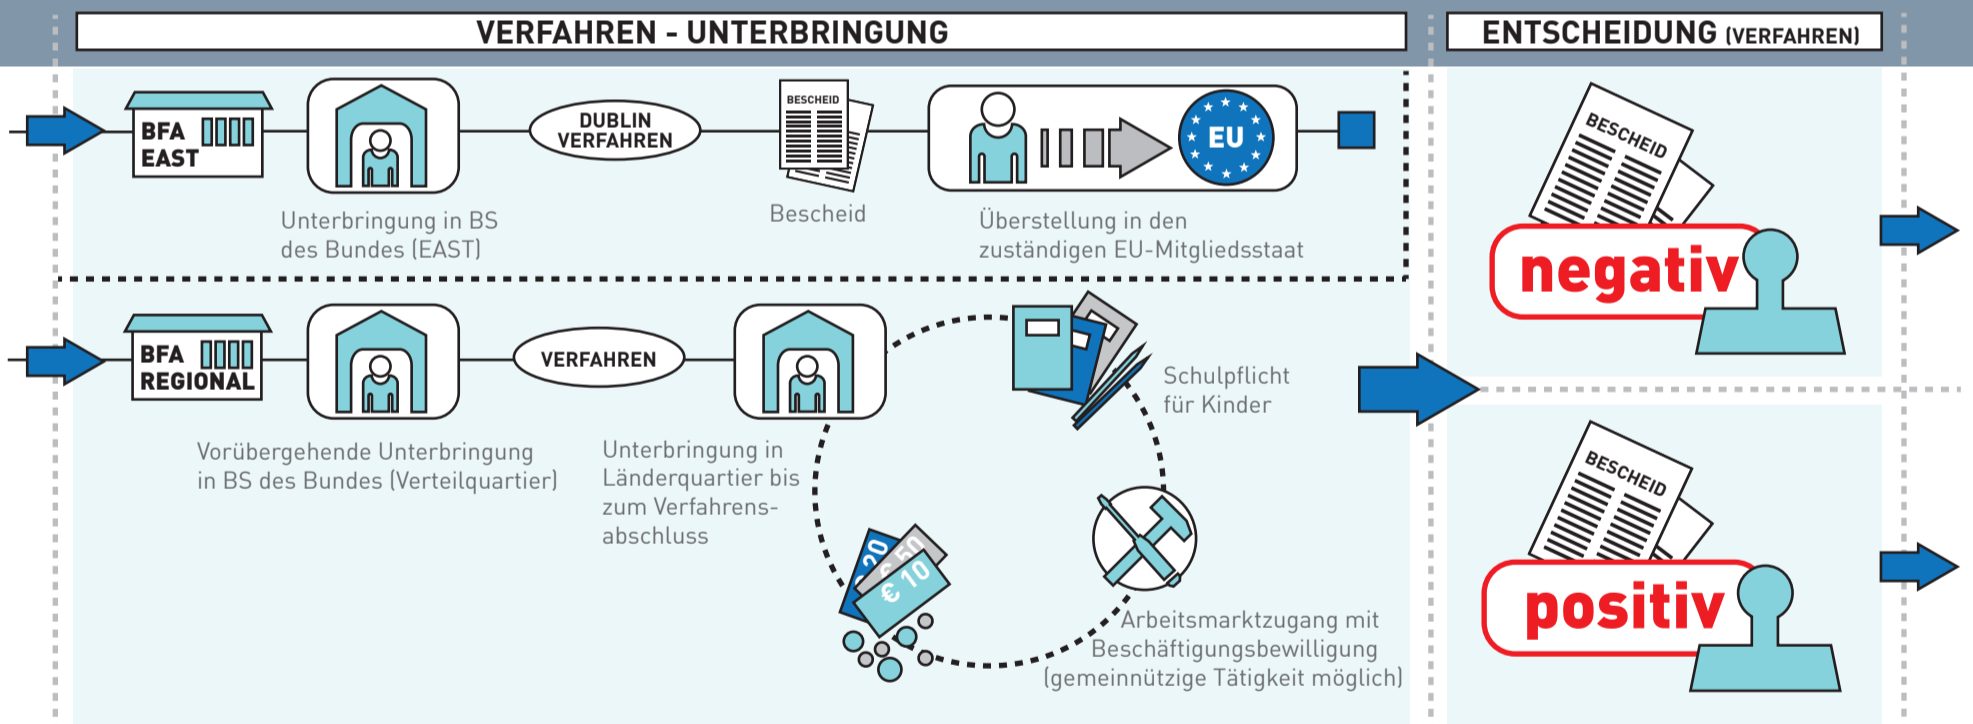 VERFAHREN - UNTERBRINGUNG
ENTSCHEIDUNG (VERFAHREN)
BFA
EAST
DUBLIN
VERFAHREN
BESCHEID
EU
Unterbringung in BS
des Bundes (EAST)
Bescheid
Überstellung in den
zuständigen EU-Mitgliedsstaat
BFA
REGIONAL
VERFAHREN
Vorübergehende Unterbringung
in BS des Bundes (Verteilquartier)
Unterbringung in
Länderquartier bis
zum Verfahrens-
abschluss
Schulpflicht
für Kinder
20
€ 50
€ 10
Arbeitsmarktzugang mit
Beschäftigungsbewilligung
(gemeinnützige Tätigkeit möglich)
BESCHEID
negativ
BESCHEID
positiv